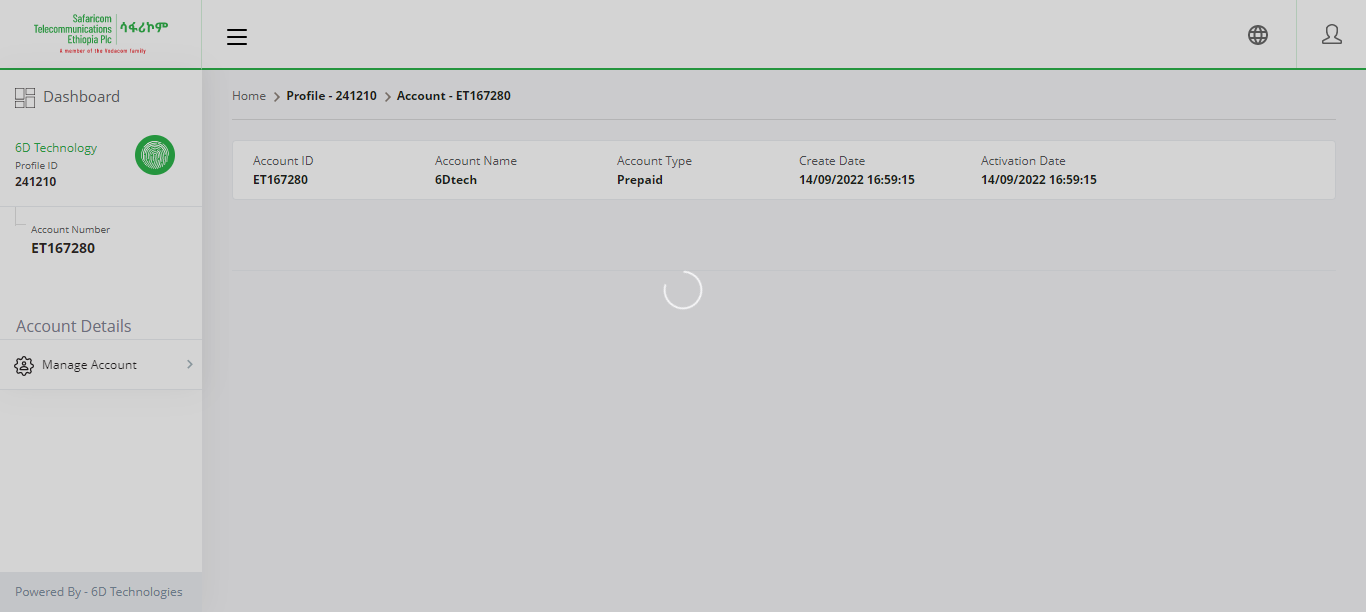 Safaricom
Telecommunications
Ethiopia Plc
ሳፋሪኮም
A member of the Vodacom family
Dashboard
6D Technology
Profile ID
241210
Account Number
ET167280
Account Details
Manage Account
Powered By - 6D Technologies
Home
Profile - 241210
Account - ET167280
Account ID
ET167280
Account Name
6Dtech
Account Type
Prepaid
Create Date
14/09/2022 16:59:15
Activation Date
14/09/2022 16:59:15